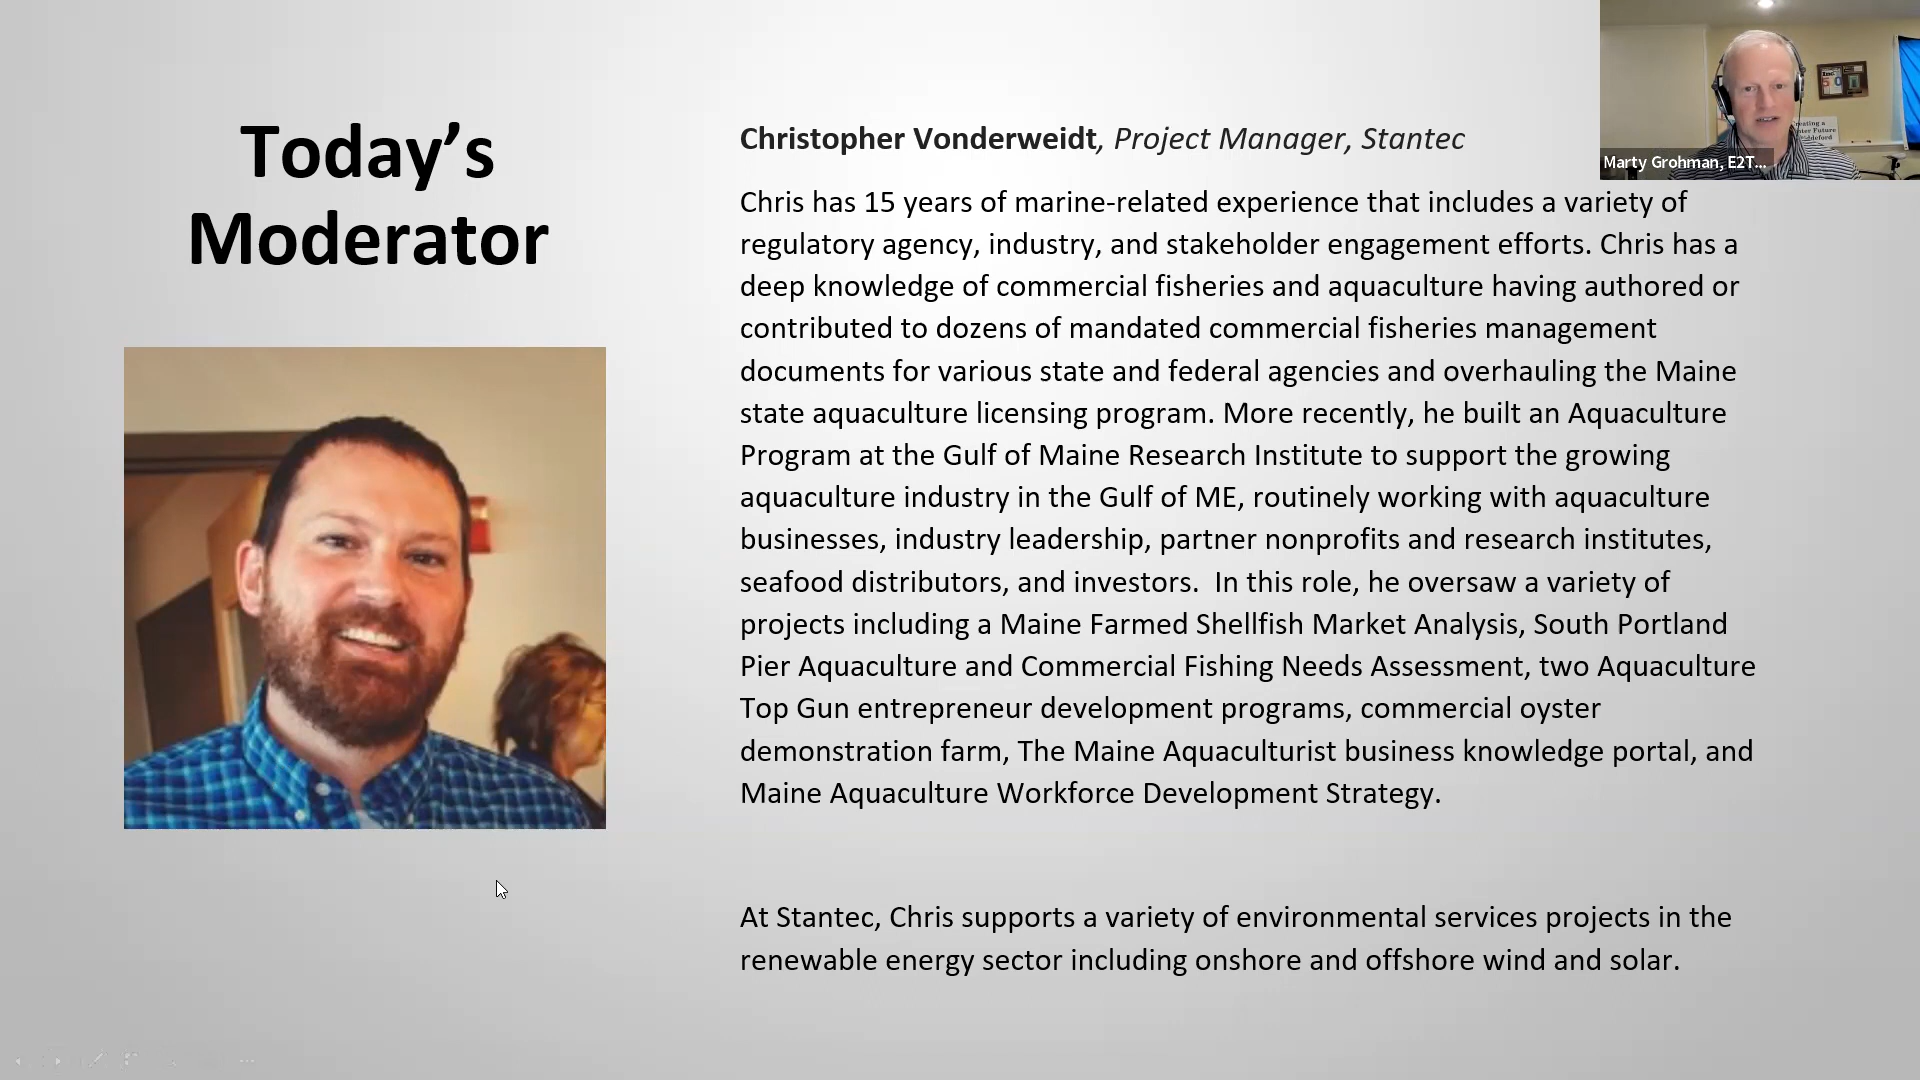 Today’s
Moderator
Christopher Vonderweidt, Project Manager, Stantec
Chris has 15 years of marine-related experience that includes a variety of
regulatory agency, industry, and stakeholder engagement efforts. Chris has a
deep knowledge of commercial fisheries and aquaculture having authored or
contributed to dozens of mandated commercial fisheries management
documents for various state and federal agencies and overhauling the Maine
state aquaculture licensing program. More recently, he built an Aquaculture
Program at the Gulf of Maine Research Institute to support the growing
aquaculture industry in the Gulf of ME, routinely working with aquaculture
businesses, industry leadership, partner nonprofits and research institutes,
seafood distributors, and investors.  In this role, he oversaw a variety of
projects including a Maine Farmed Shellfish Market Analysis, South Portland
Pier Aquaculture and Commercial Fishing Needs Assessment, two Aquaculture
Top Gun entrepreneur development programs, commercial oyster
demonstration farm, The Maine Aquaculturist business knowledge portal, and
Maine Aquaculture Workforce Development Strategy.
At Stantec, Chris supports a variety of environmental services projects in the
renewable energy sector including onshore and offshore wind and solar.
Marty Grohman, E2T...
Inc
a
Future